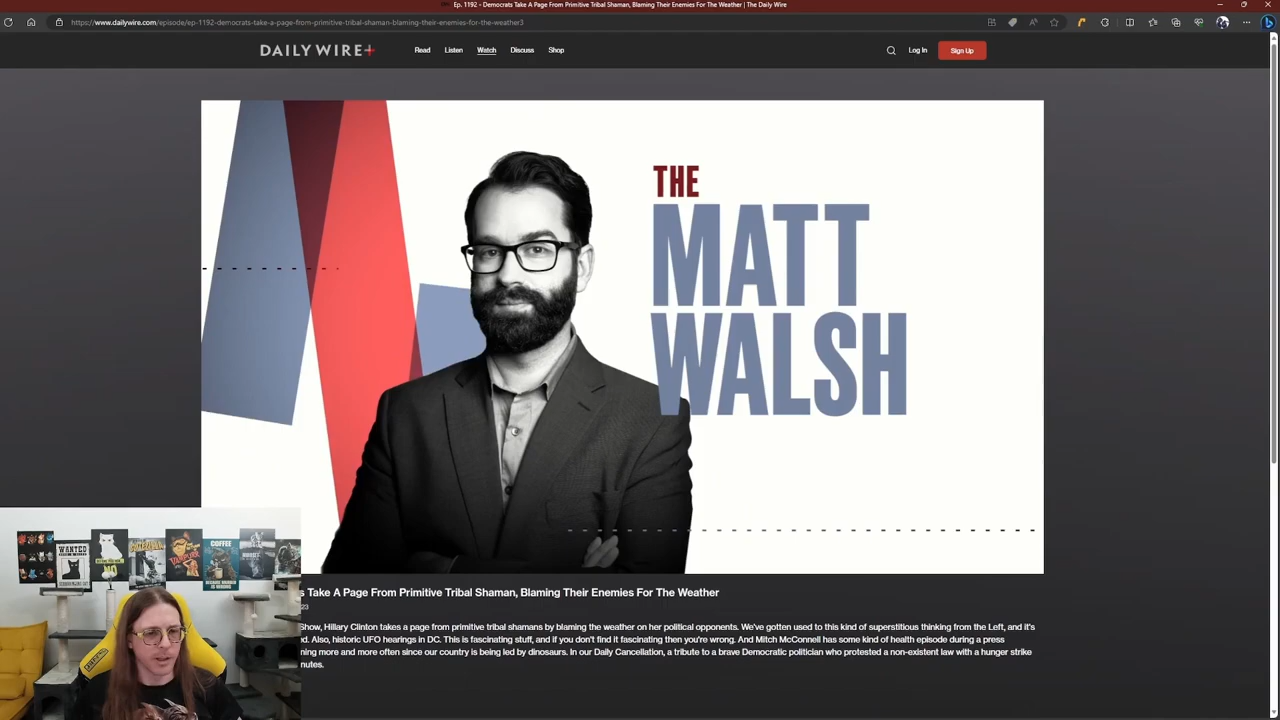 Ep. 1192 - Democrats Take A Page From Primitive Tribal Shaman, Blaming Their Enemies For The Weather | The Daily Wire
https://www.dailywire.com/episode/ep-1192-democrats-take-a-page-from-primitive-tribal-shaman-blaming-their-enemies-for-the-weather3
DAILYWIRE+ Read Listen Watch Discuss Shop Log In Sign Up
THE
MATT
WALSH
s Take A Page From Primitive Tribal Shaman, Blaming Their Enemies For The Weather
23
Show, Hillary Clinton takes a page from primitive tribal shamans by blaming the weather on her political opponents. We've gotten used to this kind of superstitious thinking from the Left, and it's
d. Also, historic UFO hearings in DC. This is fascinating stuff, and if you don't find it fascinating then you're wrong. And Mitch McConnell has some kind of health episode during a press
ning more and more often since our country is being led by dinosaurs. In our Daily Cancellation, a tribute to a brave Democratic politician who protested a non-existent law with a hunger strike
nutes.
WANTED
COFFEE